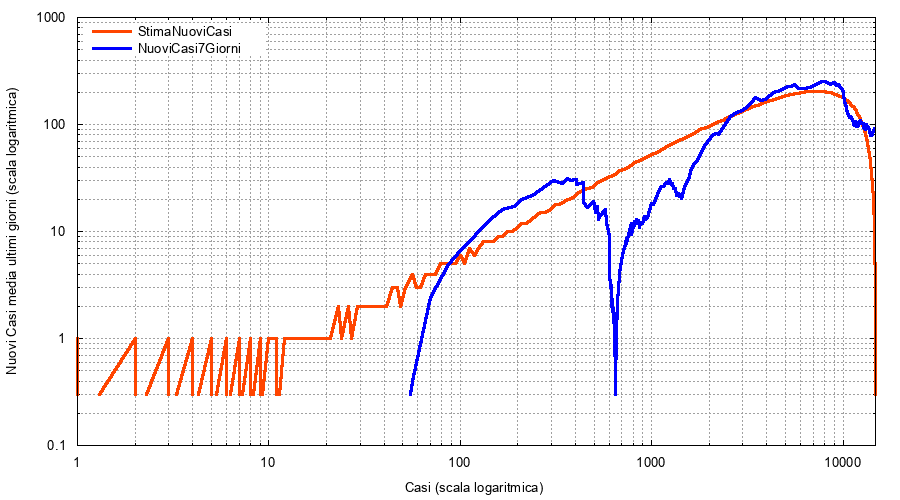 1000
100
10
1
0.1
StimaNuoviCasi
NuoviCasi7Giorni
Nuovi Casi media ultimi giorni (scala logaritmica)
1
10
100
1000
10000
Casi (scala logaritmica)